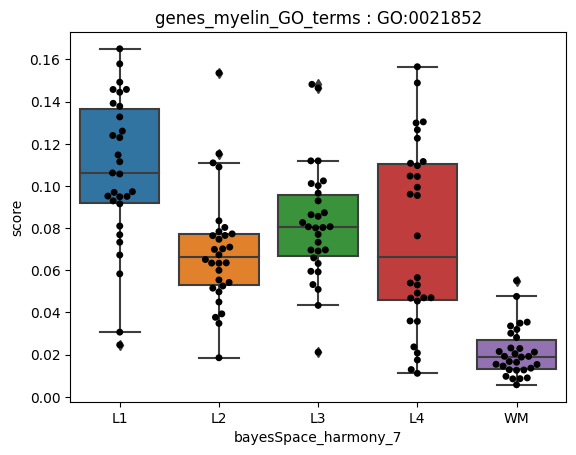 genes_myelin_GO_terms : GO:0021852
0.16
0.14
0.12
0.10
0.08
0.06
0.04
0.02
0.00
score
L1 L2 L3 L4 WM
bayesSpace_harmony_7